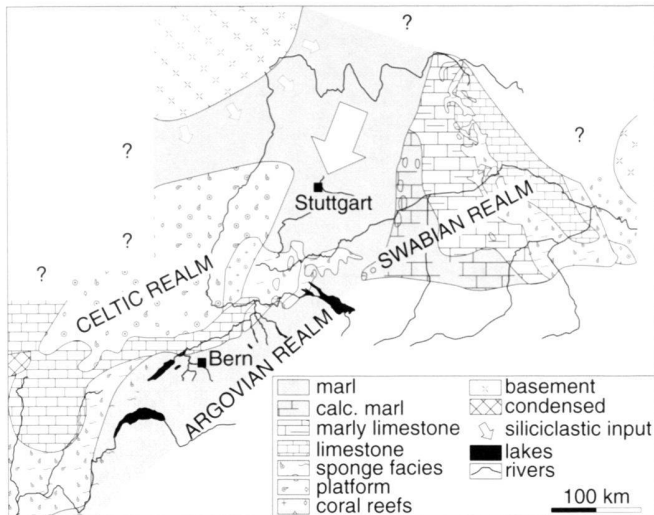 ?
?
?
?
?
Stuttgart
SWABIAN REALM
CELTIC REALM
Bern
ARGOVIAN REALM
marl
calc. marl
marly limestone
limestone
sponge facies
platform
coral reefs
basement
condensed
siliciclastic input
lakes
rivers
100 km